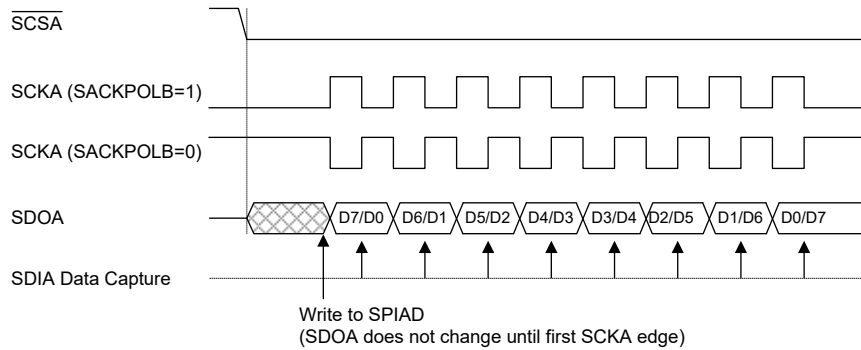 SCSA
SCKA (SACKPOLB=1)
SCKA (SACKPOLB=0)
SDOA D7/D0 D6/D1 D5/D2 D4/D3 D3/D4 D2/D5 D1/D6 D0/D7
SDIA Data Capture
Write to SPIAD
(SDOA does not change until first SCKA edge)